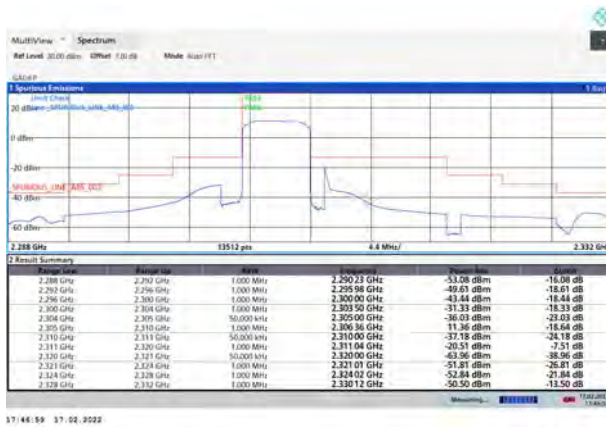 MultiView Spectrum
Ref Level 30.00 dBm Offset 7.00 dB Mode Auto FFT
1 Spurious Emissions
Limit Check
20 dBm
0 dBm
-20 dBm
SPURIOUS_LINE_ABS_002
-40 dBm
-60 dBm
2.288 GHz 13512 pts 4.4 MHz/ 2.332 GHz
2 Result Summary
Range Low Range Up RBW Frequency Power Abs ΔLimit
2.288 GHz 2.292 GHz 1.000 MHz 2.290 23 GHz -53.08 dBm -16.08 dB
2.292 GHz 2.296 GHz 1.000 MHz 2.295 98 GHz -49.61 dBm -18.61 dB
2.296 GHz 2.300 GHz 1.000 MHz 2.300 00 GHz -43.44 dBm -18.44 dB
2.300 GHz 2.304 GHz 1.000 MHz 2.303 50 GHz -31.33 dBm -18.33 dB
2.304 GHz 2.305 GHz 50.000 kHz 2.305 00 GHz -36.03 dBm -23.03 dB
2.305 GHz 2.310 GHz 1.000 MHz 2.306 36 GHz 11.36 dBm -18.64 dB
2.310 GHz 2.311 GHz 50.000 kHz 2.310 00 GHz -37.18 dBm -24.18 dB
2.311 GHz 2.320 GHz 1.000 MHz 2.311 04 GHz -20.51 dBm -7.51 dB
2.320 GHz 2.321 GHz 50.000 kHz 2.320 00 GHz -63.96 dBm -38.96 dB
2.321 GHz 2.324 GHz 1.000 MHz 2.321 01 GHz -51.81 dBm -26.81 dB
2.324 GHz 2.328 GHz 1.000 MHz 2.324 02 GHz -52.84 dBm -21.84 dB
2.328 GHz 2.332 GHz 1.000 MHz 2.330 12 GHz -50.50 dBm -13.50 dB
Measuring...
17:46:59 17.02.2022